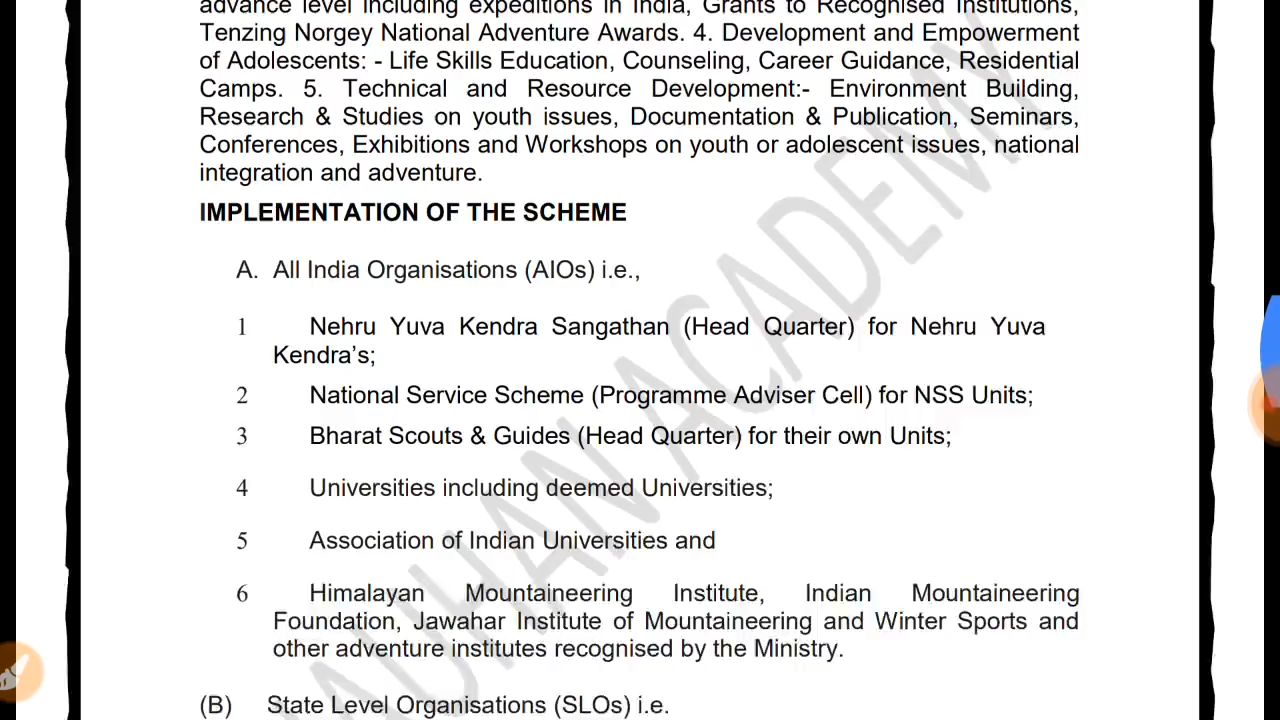 advance level including expeditions in India, Grants to Recognised Institutions,
Tenzing Norgey National Adventure Awards. 4. Development and Empowerment
of Adolescents: - Life Skills Education, Counseling, Career Guidance, Residential
Camps. 5. Technical and Resource Development:- Environment Building,
Research & Studies on youth issues, Documentation & Publication, Seminars,
Conferences, Exhibitions and Workshops on youth or adolescent issues, national
integration and adventure.
IMPLEMENTATION OF THE SCHEME
A. All India Organisations (AIOs) i.e.,
1 Nehru Yuva Kendra Sangathan (Head Quarter) for Nehru Yuva
Kendra’s;
2 National Service Scheme (Programme Adviser Cell) for NSS Units;
3 Bharat Scouts & Guides (Head Quarter) for their own Units;
4 Universities including deemed Universities;
5 Association of Indian Universities and
6 Himalayan Mountaineering Institute, Indian Mountaineering
Foundation, Jawahar Institute of Mountaineering and Winter Sports and
other adventure institutes recognised by the Ministry.
(B) State Level Organisations (SLOs) i.e.
AUHAN ACADEMY